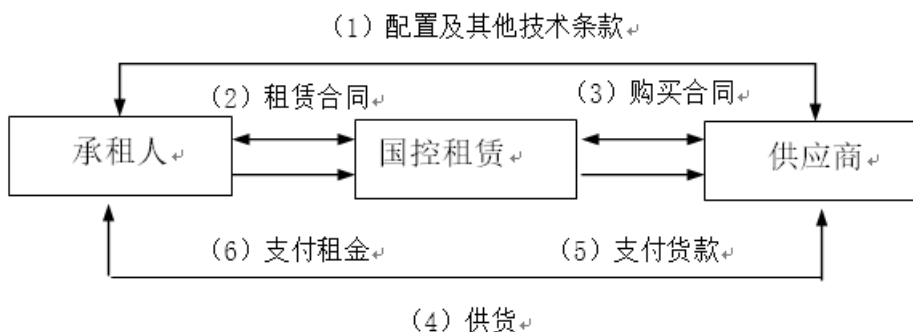 (1) 配置及其他技术条款
(2) 租赁合同
(3) 购买合同
承租人
国控租赁
供应商
(6) 支付租金
(5) 支付货款
(4) 供货